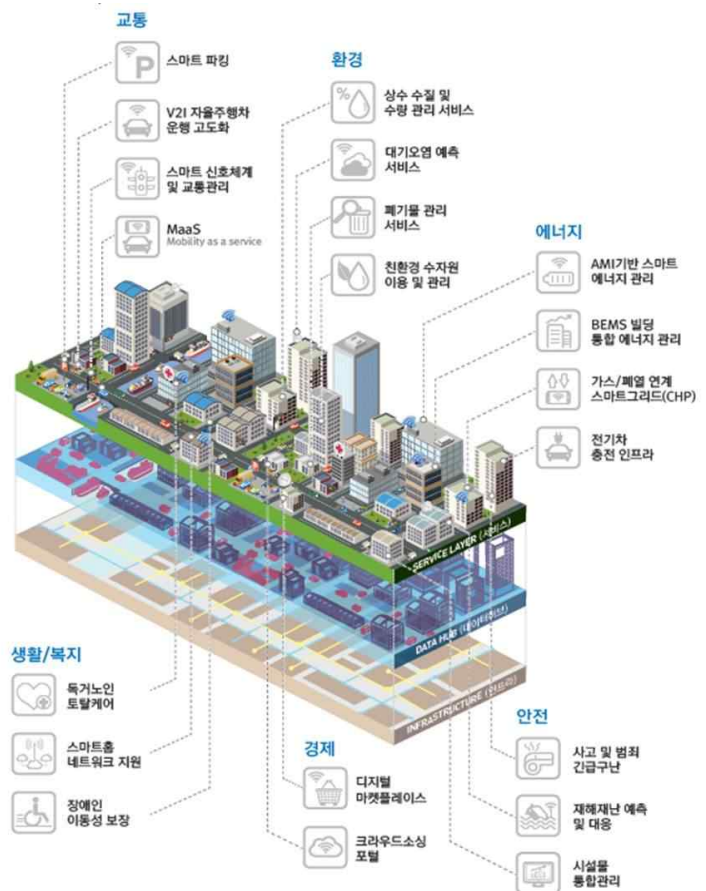 교통
스마트 파킹
V2I 자율주행차
운행 고도화
스마트 신호체계
및 교통관리
MaaS
Mobility as a service
환경
상수 수질 및
수량 관리 서비스
대기오염 예측
서비스
폐기물 관리
서비스
친환경 수자원
이용 및 관리
에너지
AMI기반 스마트
에너지 관리
BEMS 빌딩
통합 에너지 관리
가스/폐열 연계
스마트그리드(CHP)
전기차
충전 인프라
SERVICE LAYER (서비스)
DATA HUB (데이터허브)
INFRASTRUCTURE (인프라)
생활/복지
독거노인
토탈케어
스마트홈
네트워크 지원
장애인
이동성 보장
경제
디지털
마켓플레이스
크라우드소싱
포털
안전
사고 및 범죄
긴급구난
재해재난 예측
및 대응
시설물
통합관리